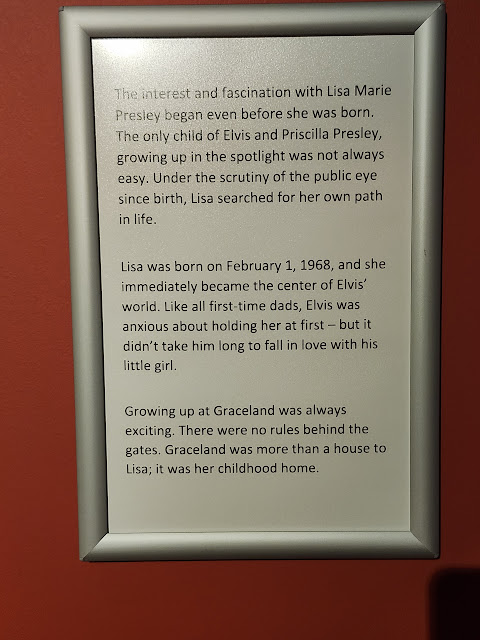 The interest and fascination with Lisa Marie
Presley began even before she was born.
The only child of Elvis and Priscilla Presley,
growing up in the spotlight was not always
easy. Under the scrutiny of the public eye
since birth, Lisa searched for her own path
in life.
Lisa was born on February 1, 1968, and she
immediately became the center of Elvis’
world. Like all first-time dads, Elvis was
anxious about holding her at first – but it
didn’t take him long to fall in love with his
little girl.
Growing up at Graceland was always
exciting. There were no rules behind the
gates. Graceland was more than a house to
Lisa; it was her childhood home.